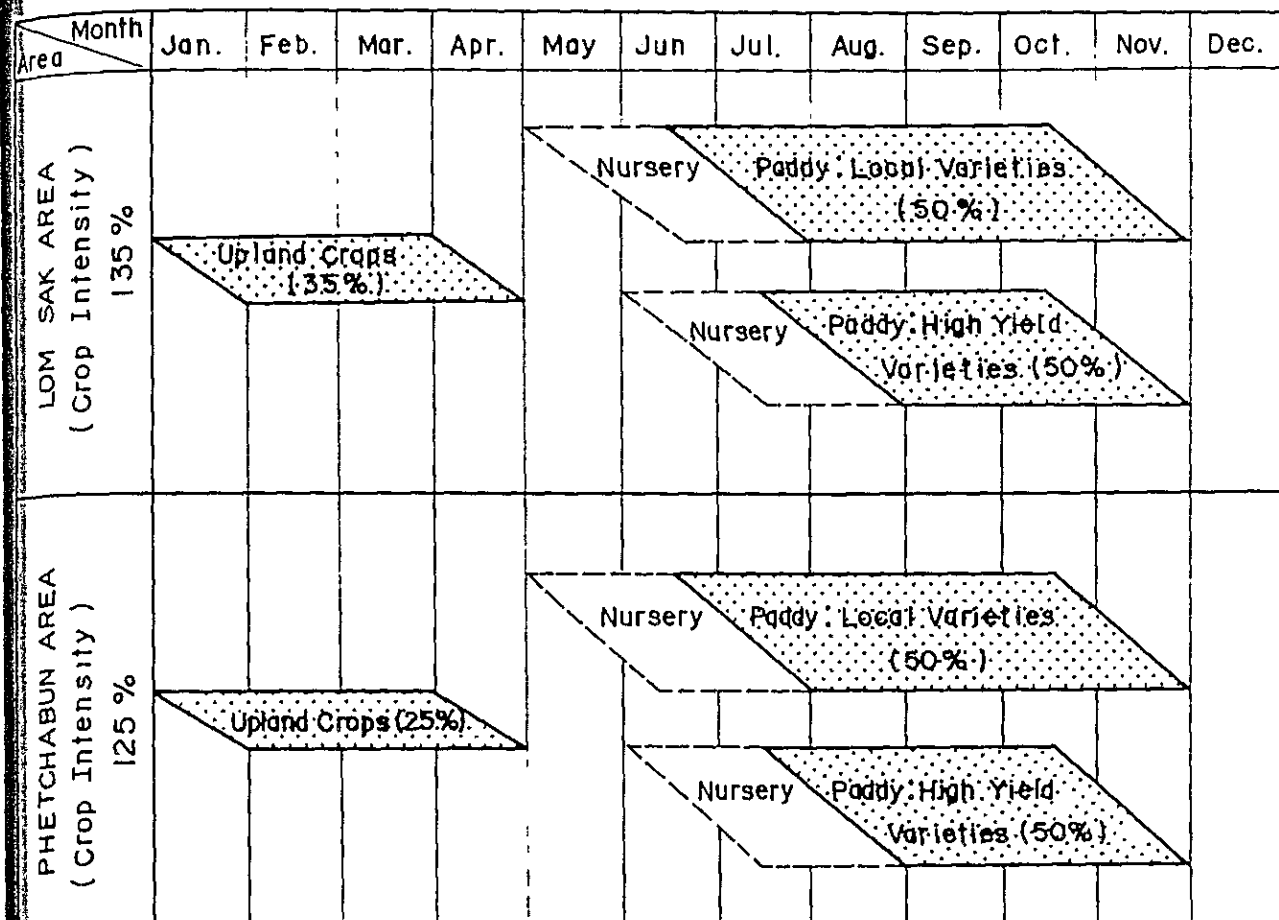 Month
Area
Jan. Feb. Mar. Apr. May Jun Jul. Aug. Sep. Oct. Nov. Dec.
LOM SAK AREA
(Crop Intensity)
135 %
Nursery Paddy: Local Varieties
(50 %)
Upland Crops
(35%)
Nursery Paddy: High Yield
Varieties (50%)
PHETCHABUN AREA
(Crop Intensity)
125 %
Nursery Paddy: Local Varieties
(50%)
Upland Crops (25%)
Nursery Paddy: High Yield
Varieties (50%)